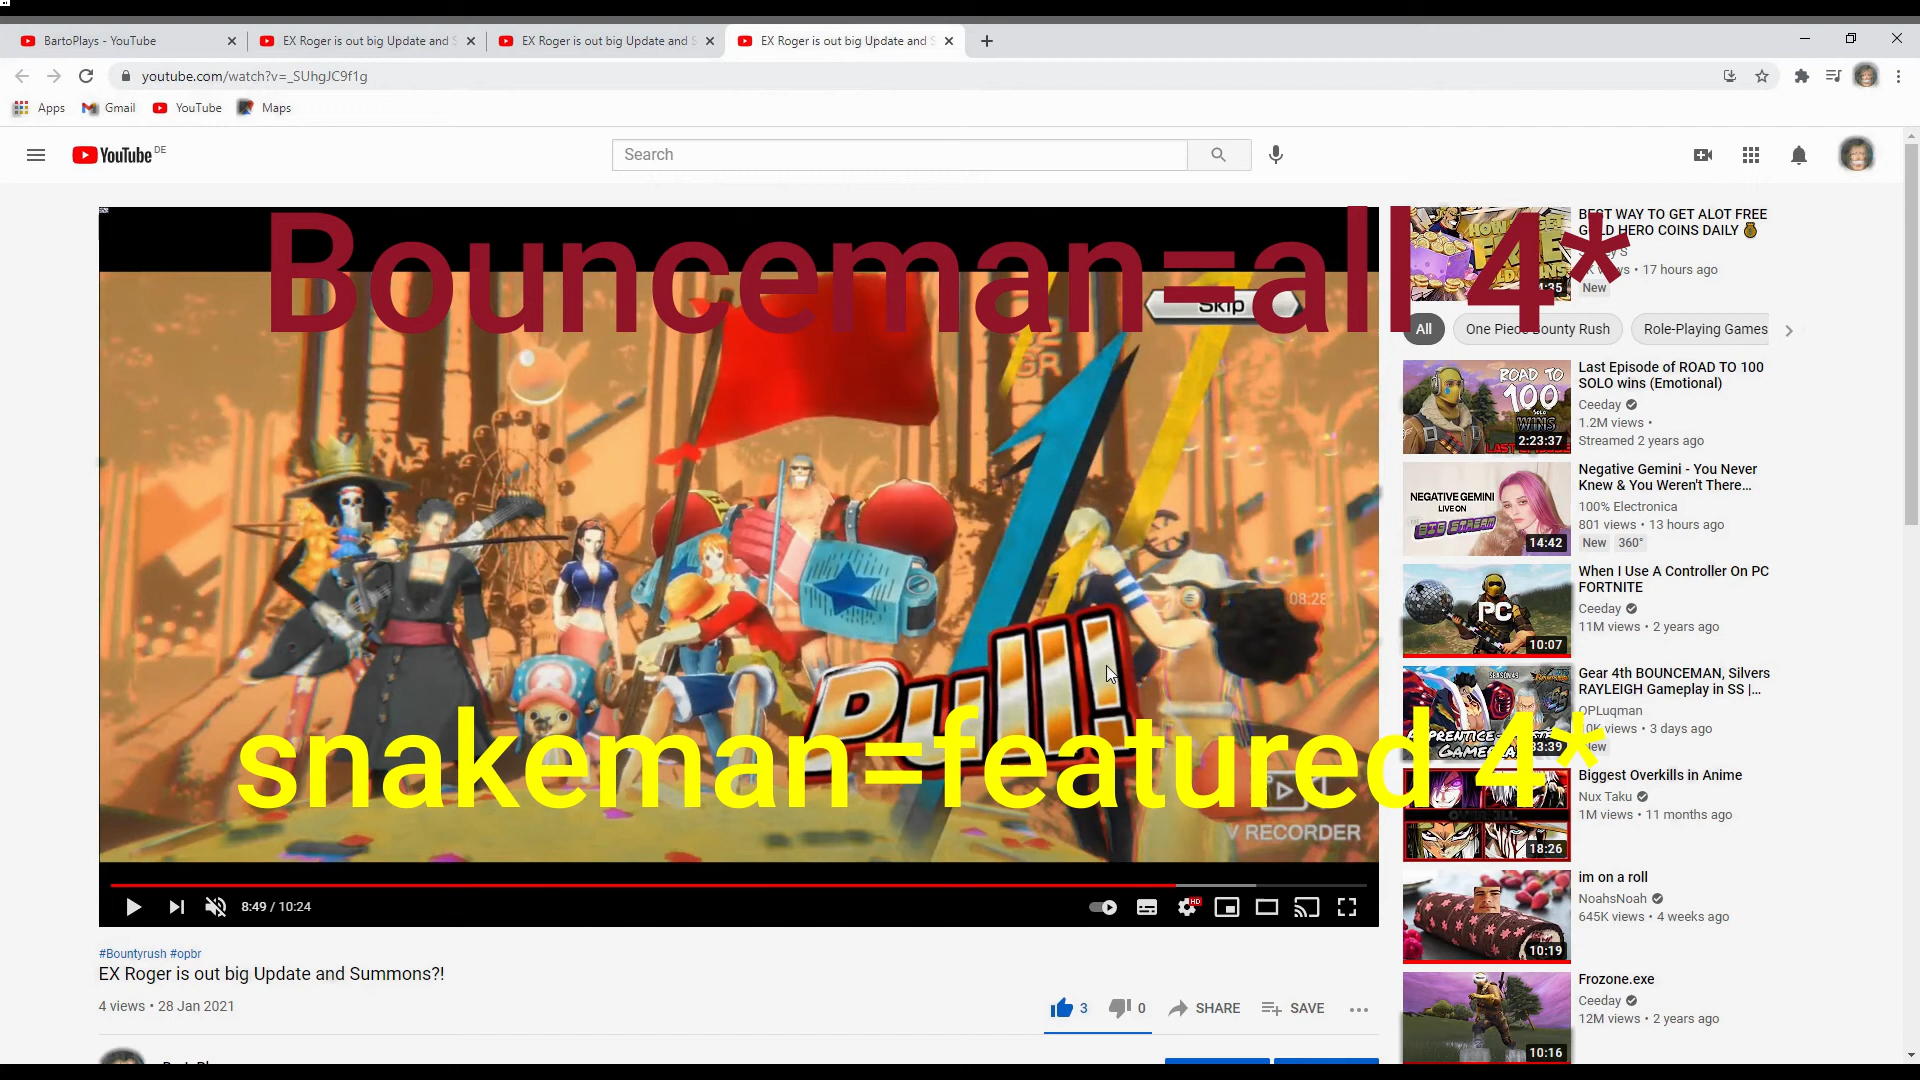 BartoPlays - YouTube
EX Roger is out big Update and S
EX Roger is out big Update and S
EX Roger is out big Update and S
youtube.com/watch?v=_SUhgJC9f1g
Apps
Gmail
YouTube
Maps
YouTube DE
Search
Bounceman=all 4*
Skip
Pull!
snakeman=featured 4*
08:28
V RECORDER
8:49 / 10:24
HD
#Bountyrush #opbr
EX Roger is out big Update and Summons?!
4 views • 28 Jan 2021
3
0
SHARE
SAVE
BEST WAY TO GET ALOT FREE
GOLD HERO COINS DAILY
views • 17 hours ago
New
All
One Piece Bounty Rush
Role-Playing Games
ROAD TO
100
SOLO
WINS
2:23:37
Last Episode of ROAD TO 100
SOLO wins (Emotional)
Ceeday
1.2M views •
Streamed 2 years ago
NEGATIVE GEMINI
LIVE ON
BIG STREAM
14:42
Negative Gemini - You Never
Knew & You Weren't There...
100% Electronica
801 views • 13 hours ago
New
360°
PC
10:07
When I Use A Controller On PC
FORTNITE
Ceeday
11M views • 2 years ago
33:39
Gear 4th BOUNCEMAN, Silvers
RAYLEIGH Gameplay in SS |...
OPLuqman
10K views • 3 days ago
New
18:26
Biggest Overkills in Anime
Nux Taku
1M views • 11 months ago
10:19
im on a roll
NoahsNoah
645K views • 4 weeks ago
10:16
Frozone.exe
Ceeday
12M views • 2 years ago